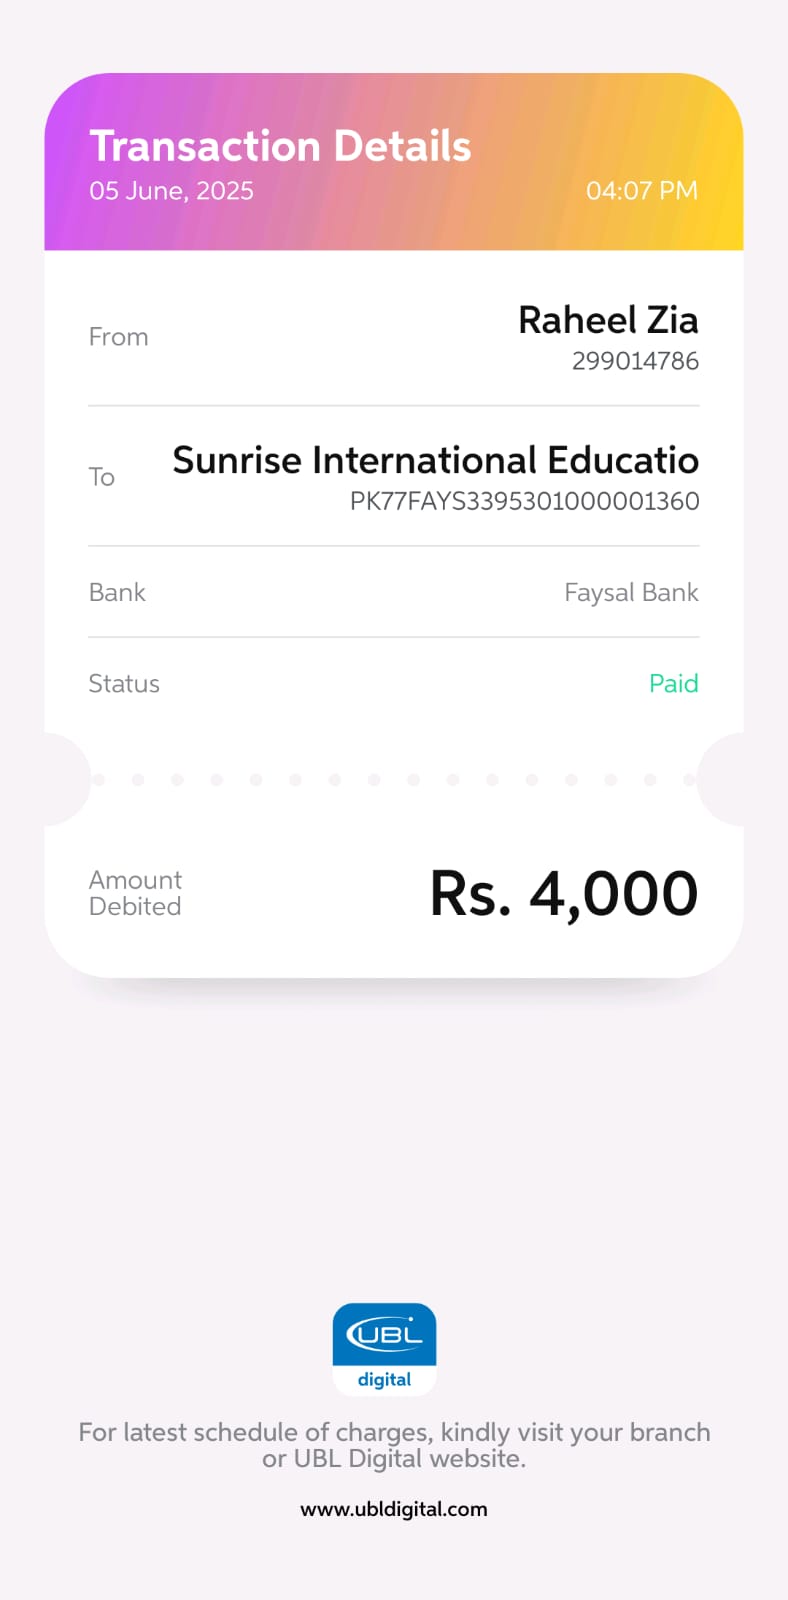 Transaction Details
05 June, 2025 04:07 PM
From
Raheel Zia
299014786
To
Sunrise International Educatio
PK77FAYS3395301000001360
Bank Faysal Bank
Status Paid
Amount
Debited
Rs. 4,000
UBL
digital
For latest schedule of charges, kindly visit your branch
or UBL Digital website.
www.ubldigital.com